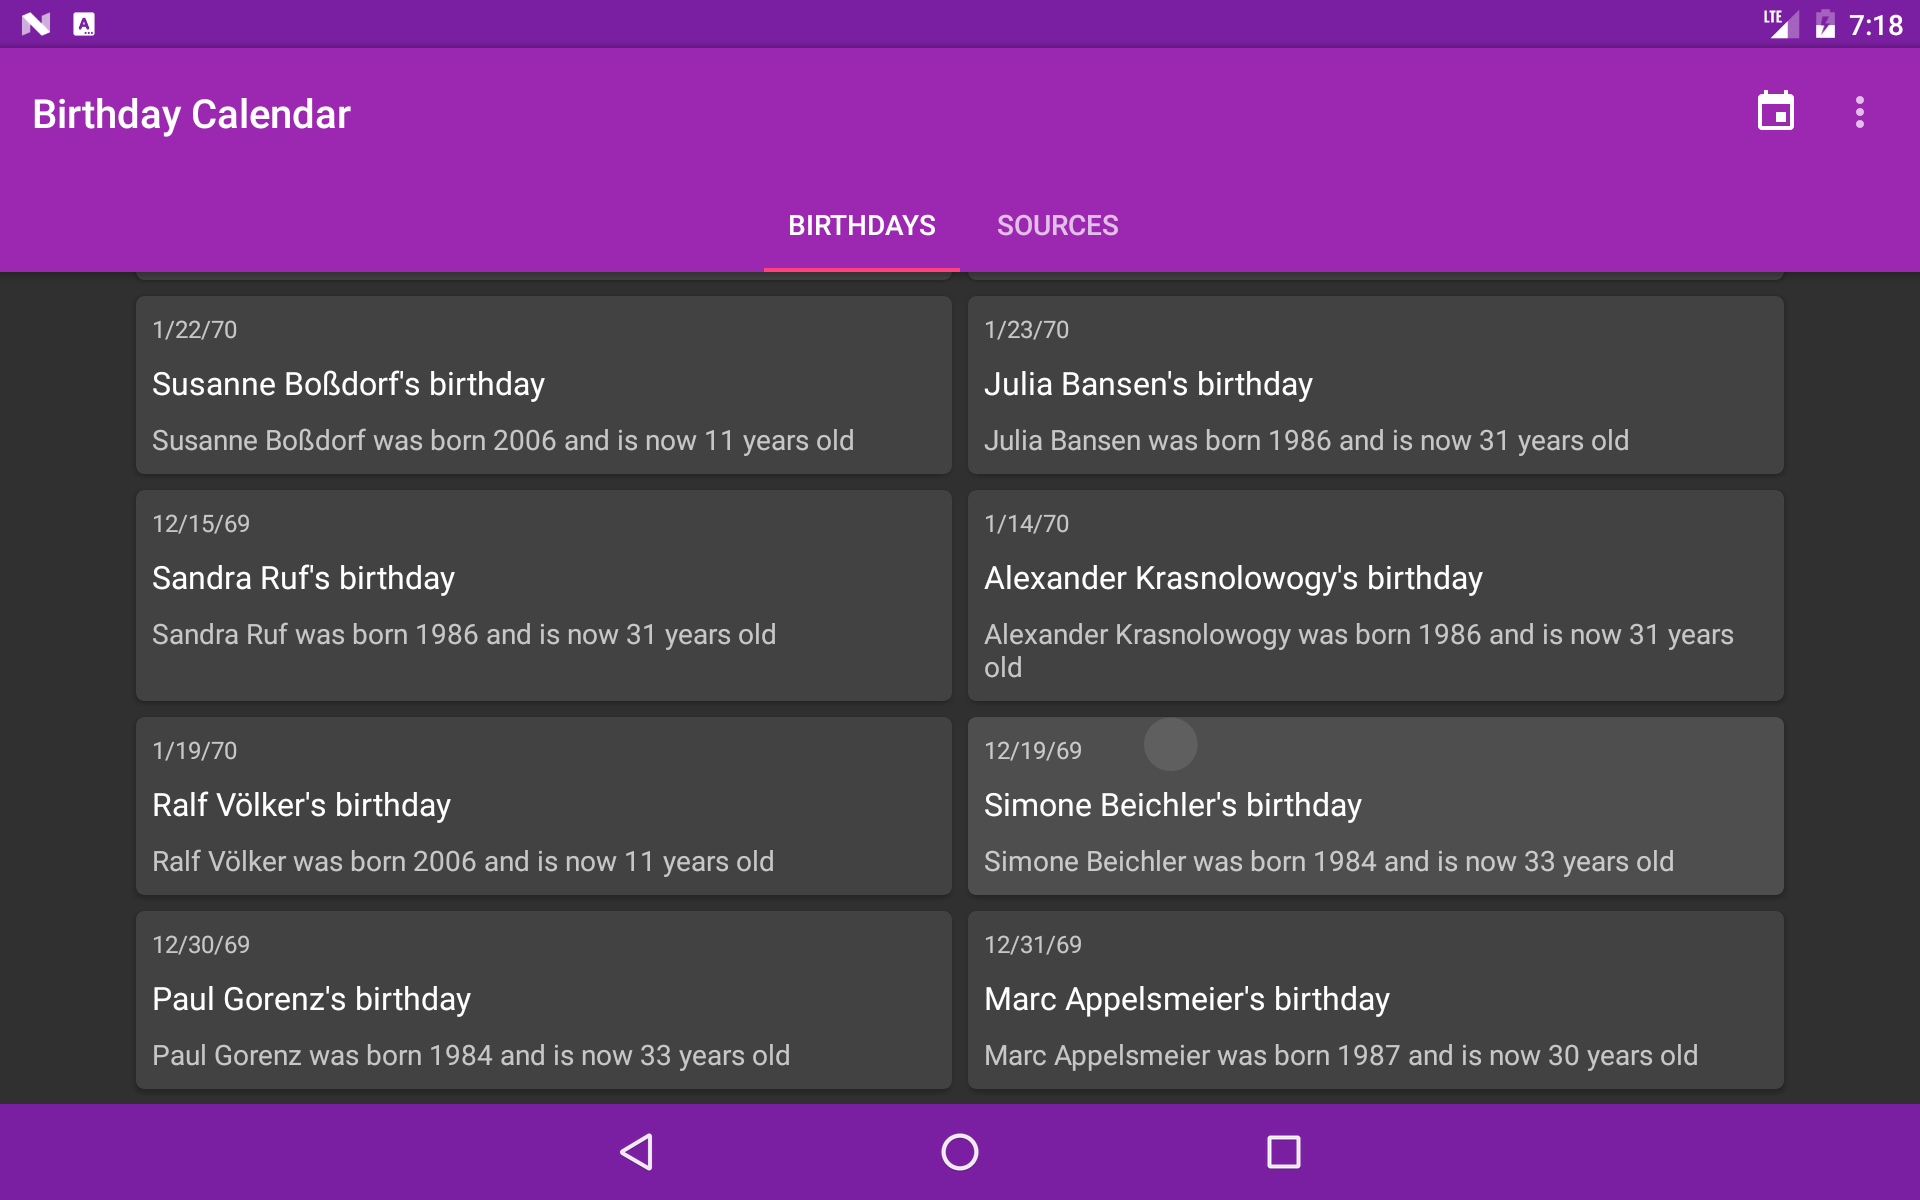 LTE 7:18
Birthday Calendar
BIRTHDAYS SOURCES
1/22/70
Susanne Boßdorf's birthday
Susanne Boßdorf was born 2006 and is now 11 years old
1/23/70
Julia Bansen's birthday
Julia Bansen was born 1986 and is now 31 years old
12/15/69
Sandra Ruf's birthday
Sandra Ruf was born 1986 and is now 31 years old
1/14/70
Alexander Krasnolowogy's birthday
Alexander Krasnolowogy was born 1986 and is now 31 years
old
1/19/70
Ralf Völker's birthday
Ralf Völker was born 2006 and is now 11 years old
12/19/69
Simone Beichler's birthday
Simone Beichler was born 1984 and is now 33 years old
12/30/69
Paul Gorenz's birthday
Paul Gorenz was born 1984 and is now 33 years old
12/31/69
Marc Appelsmeier's birthday
Marc Appelsmeier was born 1987 and is now 30 years old